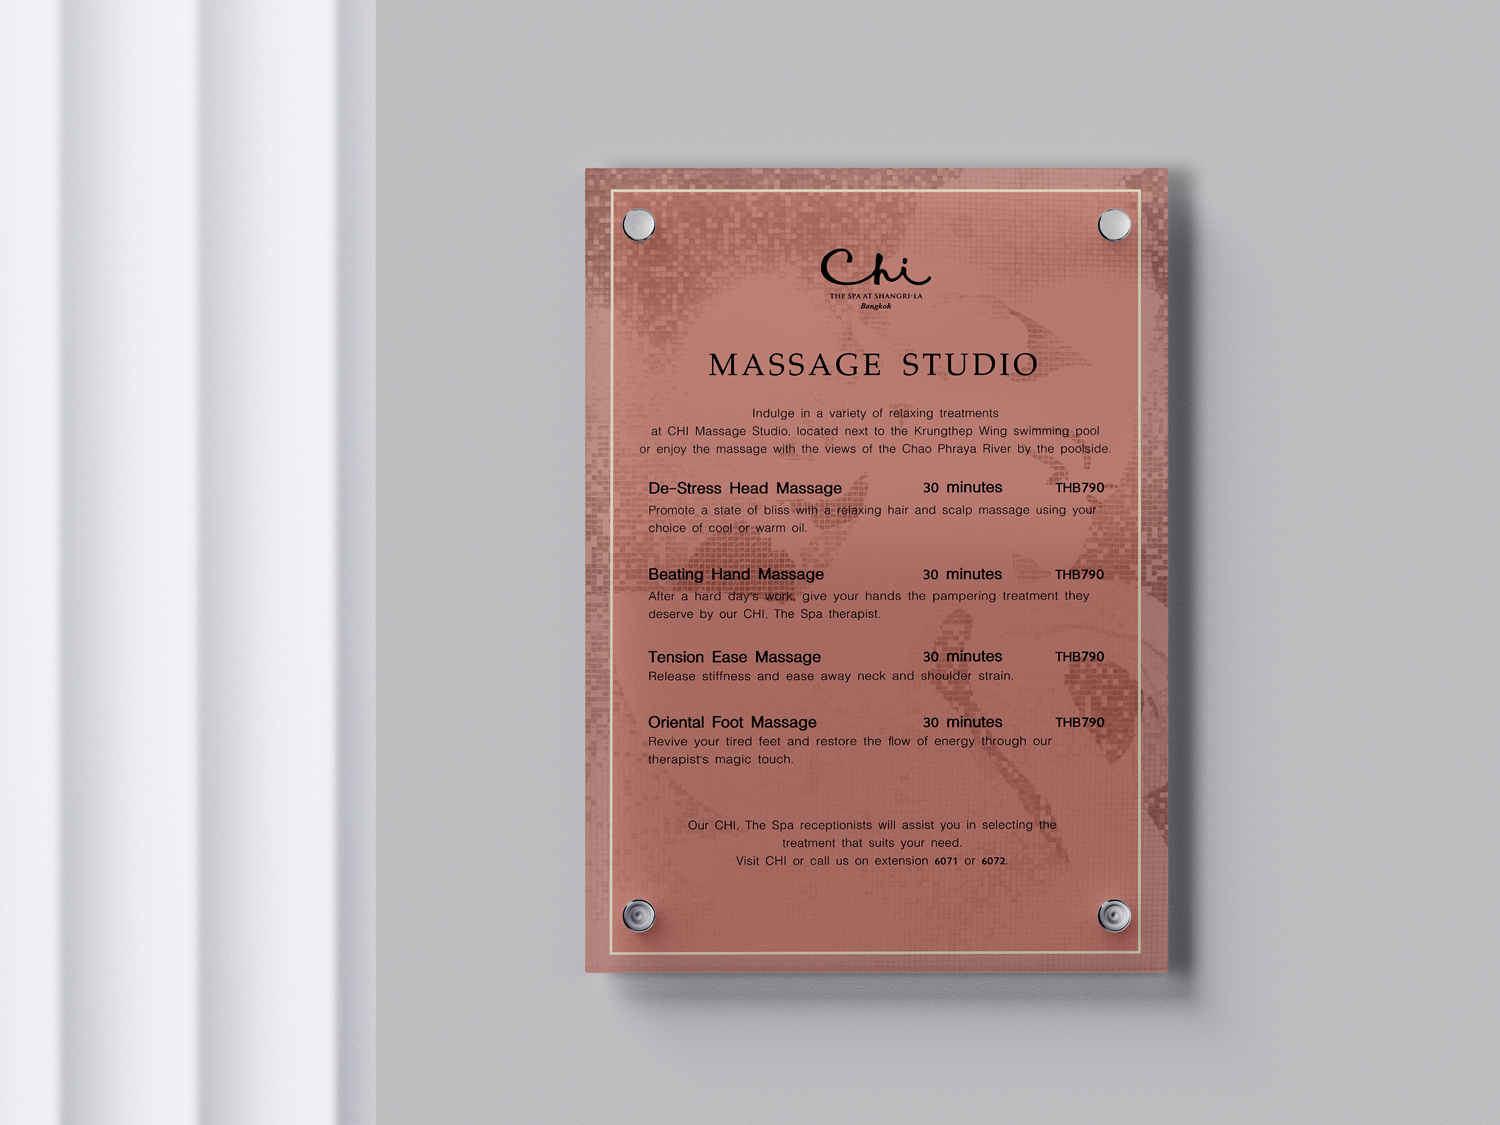 Chi
THE SPA AT SHANGRI-LA
Bangkok
MASSAGE STUDIO
Indulge in a variety of relaxing treatments
at CHI Massage Studio, located next to the Krungthep Wing swimming pool
or enjoy the massage with the views of the Chao Phraya River by the poolside.
De-Stress Head Massage 30 minutes THB790
Promote a state of bliss with a relaxing hair and scalp massage using your
choice of cool or warm oil.
Beating Hand Massage 30 minutes THB790
After a hard day's work, give your hands the pampering treatment they
deserve by our CHI, The Spa therapist.
Tension Ease Massage 30 minutes THB790
Release stiffness and ease away neck and shoulder strain.
Oriental Foot Massage 30 minutes THB790
Revive your tired feet and restore the flow of energy through our
therapist's magic touch.
Our CHI, The Spa receptionists will assist you in selecting the
treatment that suits your need.
Visit CHI or call us on extension 6071 or 6072.